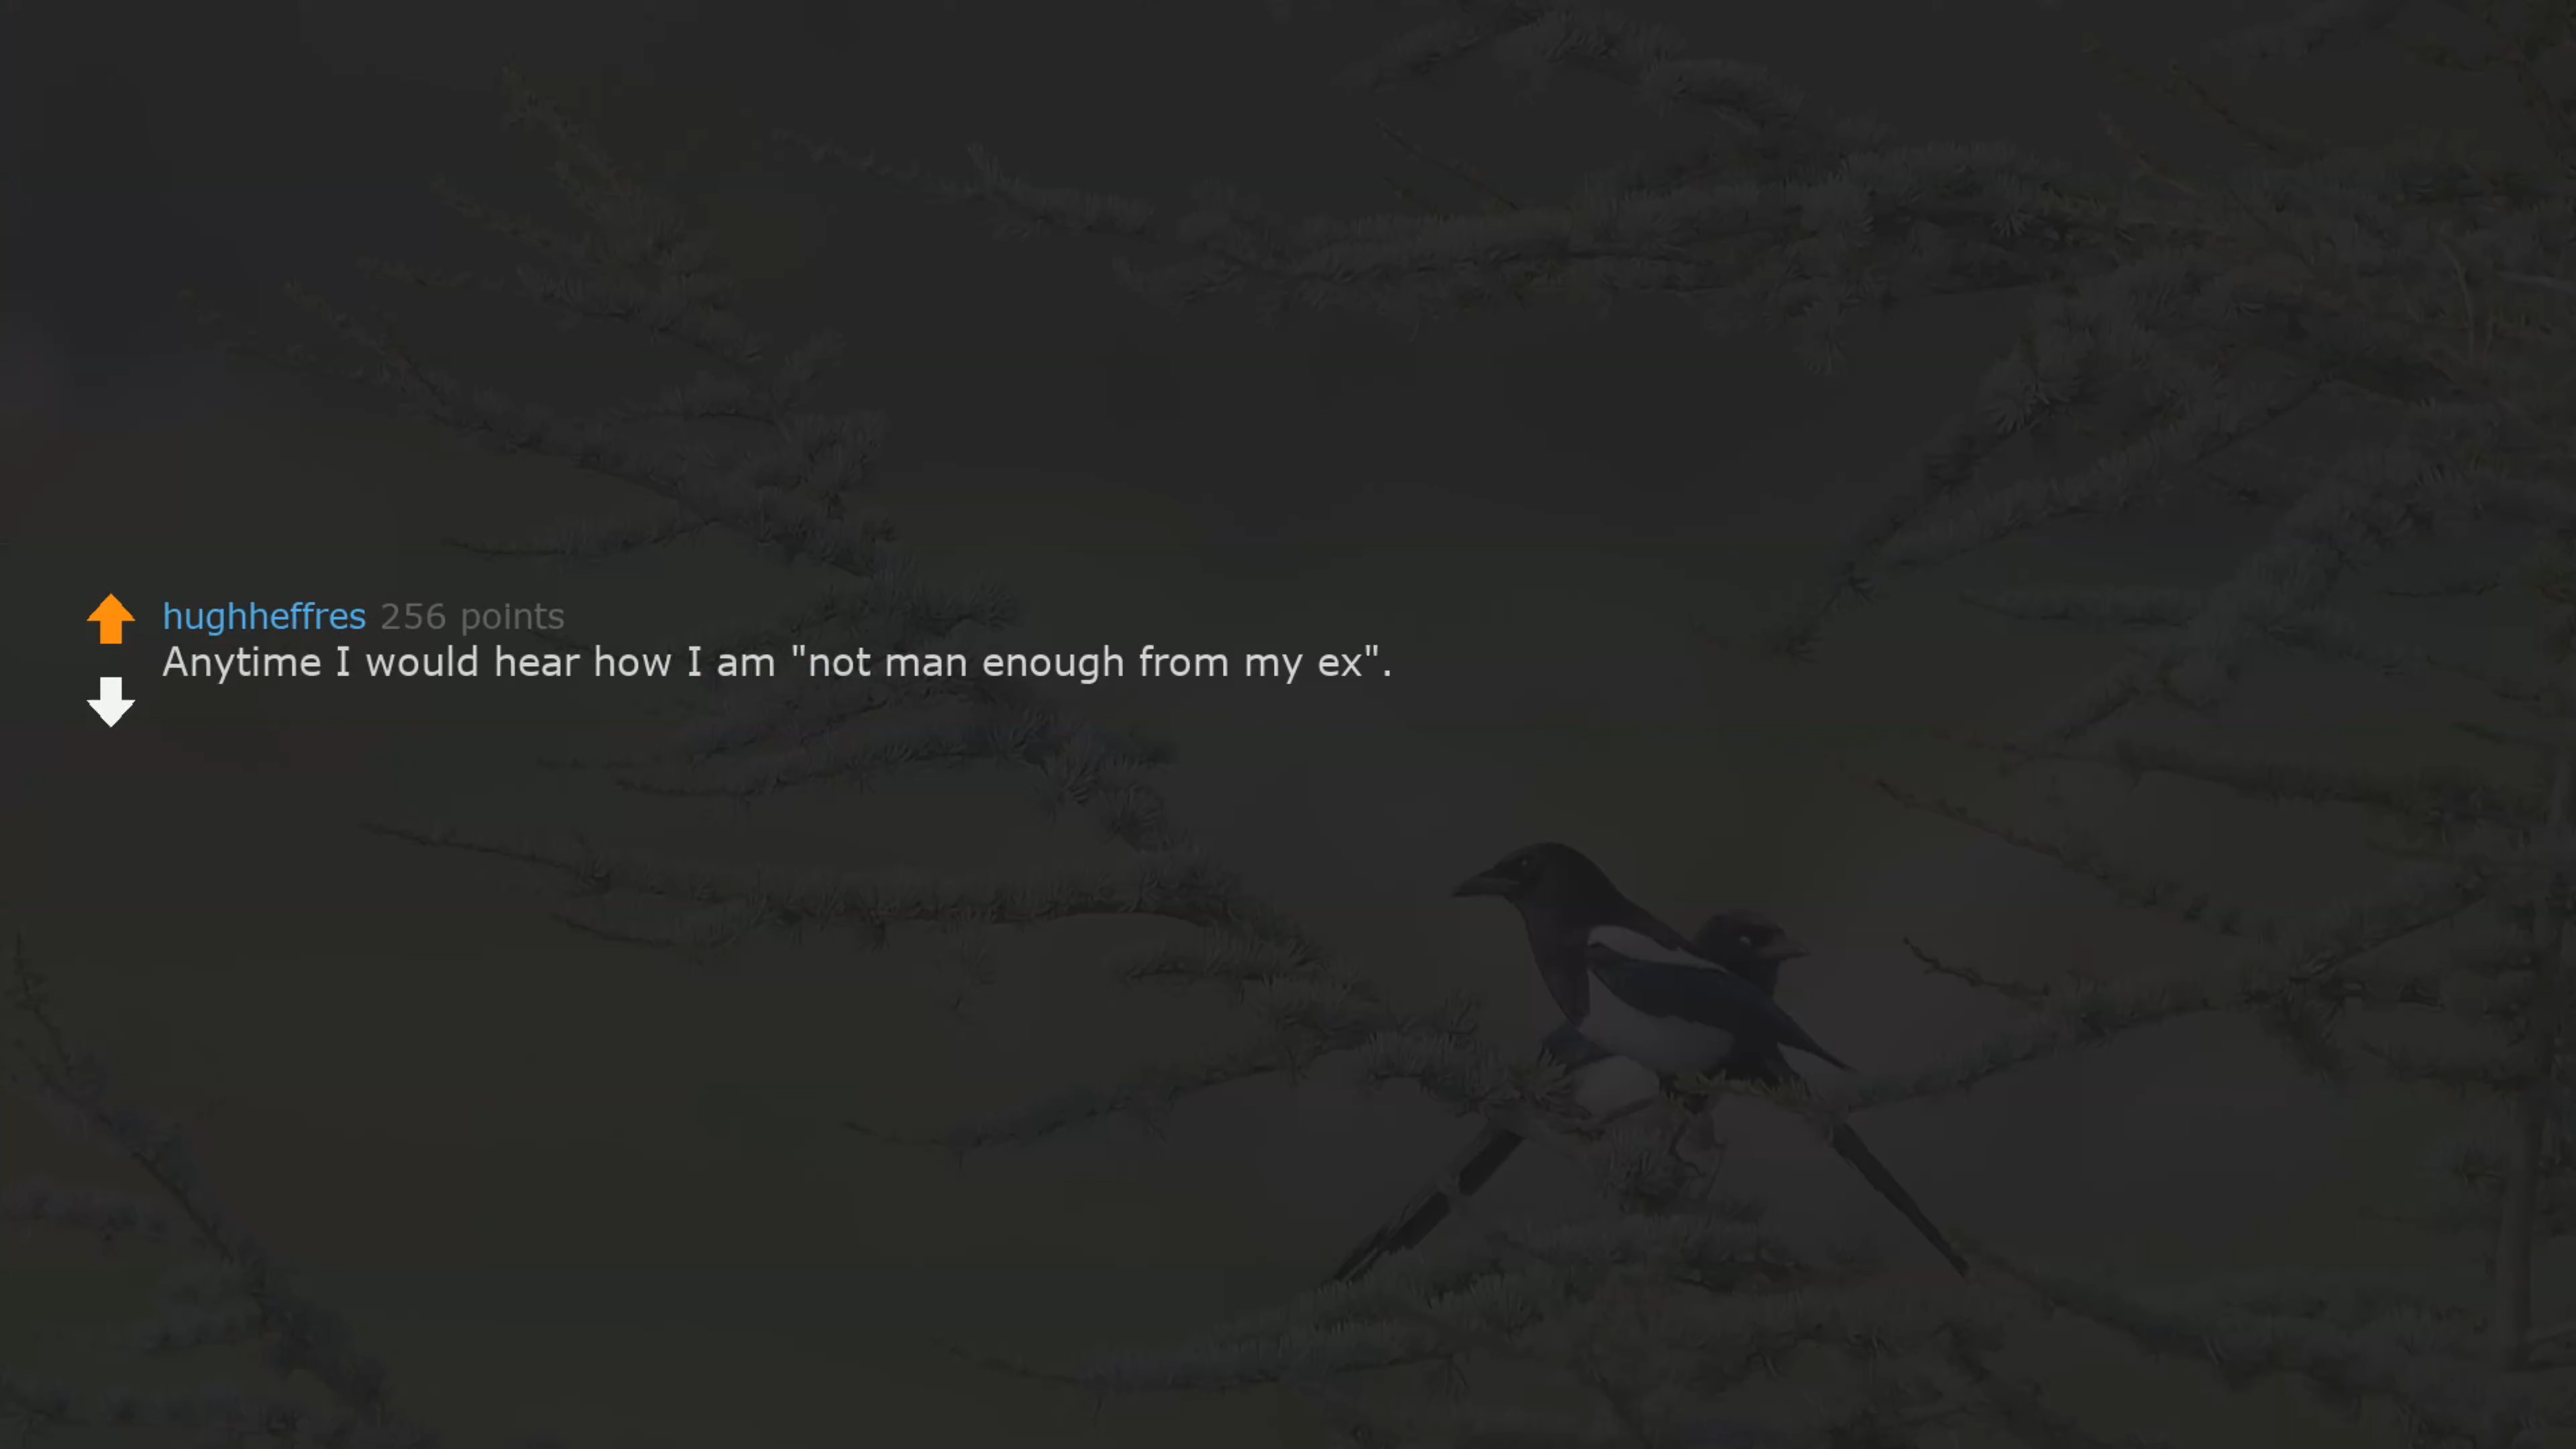 hughheffres 256 points
Anytime I would hear how I am "not man enough from my ex".